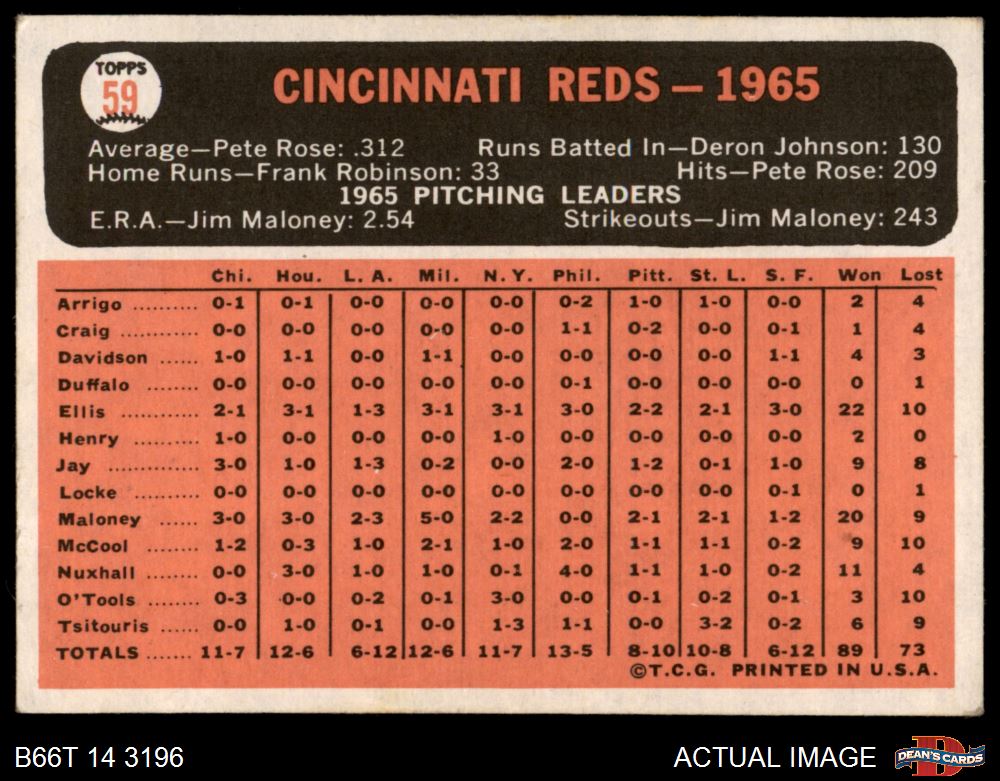 TOPPS
59
CINCINNATI REDS — 1965
Average—Pete Rose: .312 Runs Batted In—Deron Johnson: 130
Home Runs—Frank Robinson: 33 Hits—Pete Rose: 209
1965 PITCHING LEADERS
E.R.A.—Jim Maloney: 2.54 Strikeouts—Jim Maloney: 243
Chi. Hou. L. A. Mil. N. Y. Phil. Pitt. St. L. S. F. Won Lost
Arrigo .......... 0-1 0-1 0-0 0-0 0-0 0-2 1-0 1-0 0-0 2 4
Craig ........... 0-0 0-0 0-0 0-0 0-0 1-1 0-2 0-0 0-1 1 4
Davidson ...... 1-0 1-1 0-0 1-1 0-0 0-0 0-0 0-0 1-1 4 3
Duffalo ........ 0-0 0-0 0-0 0-0 0-0 0-1 0-0 0-0 0-0 0 1
Ellis ............ 2-1 3-1 1-3 3-1 3-1 3-0 2-2 2-1 3-0 22 10
Henry .......... 1-0 0-0 0-0 0-0 1-0 0-0 0-0 0-0 0-0 2 0
Jay .............. 3-0 1-0 1-3 0-2 0-0 2-0 1-2 0-1 1-0 9 8
Locke .......... 0-0 0-0 0-0 0-0 0-0 0-0 0-0 0-0 0-1 0 1
Maloney ...... 3-0 3-0 2-3 5-0 2-2 0-0 2-1 2-1 1-2 20 9
McCool ........ 1-2 0-3 1-0 2-1 1-0 2-0 1-1 1-1 0-2 9 10
Nuxhall ........ 0-0 3-0 1-0 1-0 0-1 4-0 1-1 1-0 0-2 11 4
O'Tools ........ 0-3 0-0 0-2 0-1 3-0 0-0 0-1 0-2 0-1 3 10
Tsitouris ...... 0-0 1-0 0-1 0-0 1-3 1-1 0-0 3-2 0-2 6 9
TOTALS ....... 11-7 12-6 6-12 12-6 11-7 13-5 8-10 10-8 6-12 89 73
©T.C.G. PRINTED IN U.S.A.
B66T 14 3196 ACTUAL IMAGE
D
DEAN'S CARDS